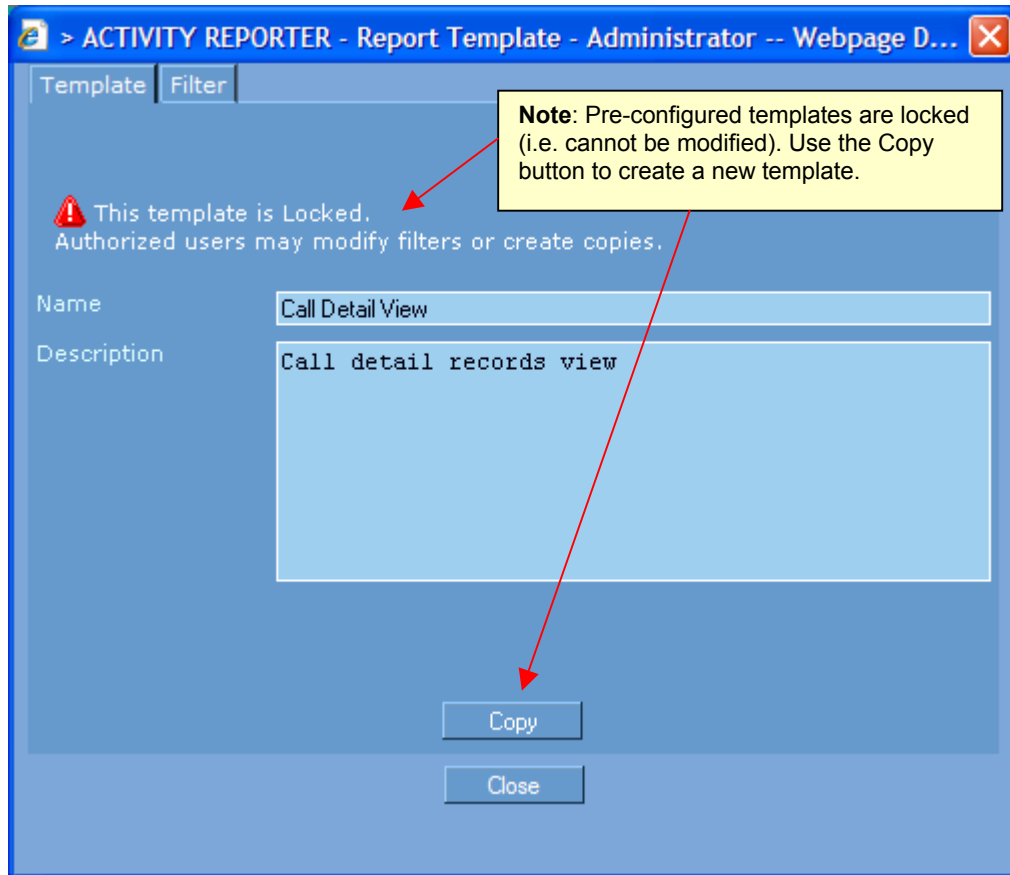 > ACTIVITY REPORTER - Report Template - Administrator -- Webpage D...
Template Filter
Note: Pre-configured templates are locked
(i.e. cannot be modified). Use the Copy
button to create a new template.
This template is Locked.
Authorized users may modify filters or create copies.
Name
Call Detail View
Description
Call detail records view
Copy
Close